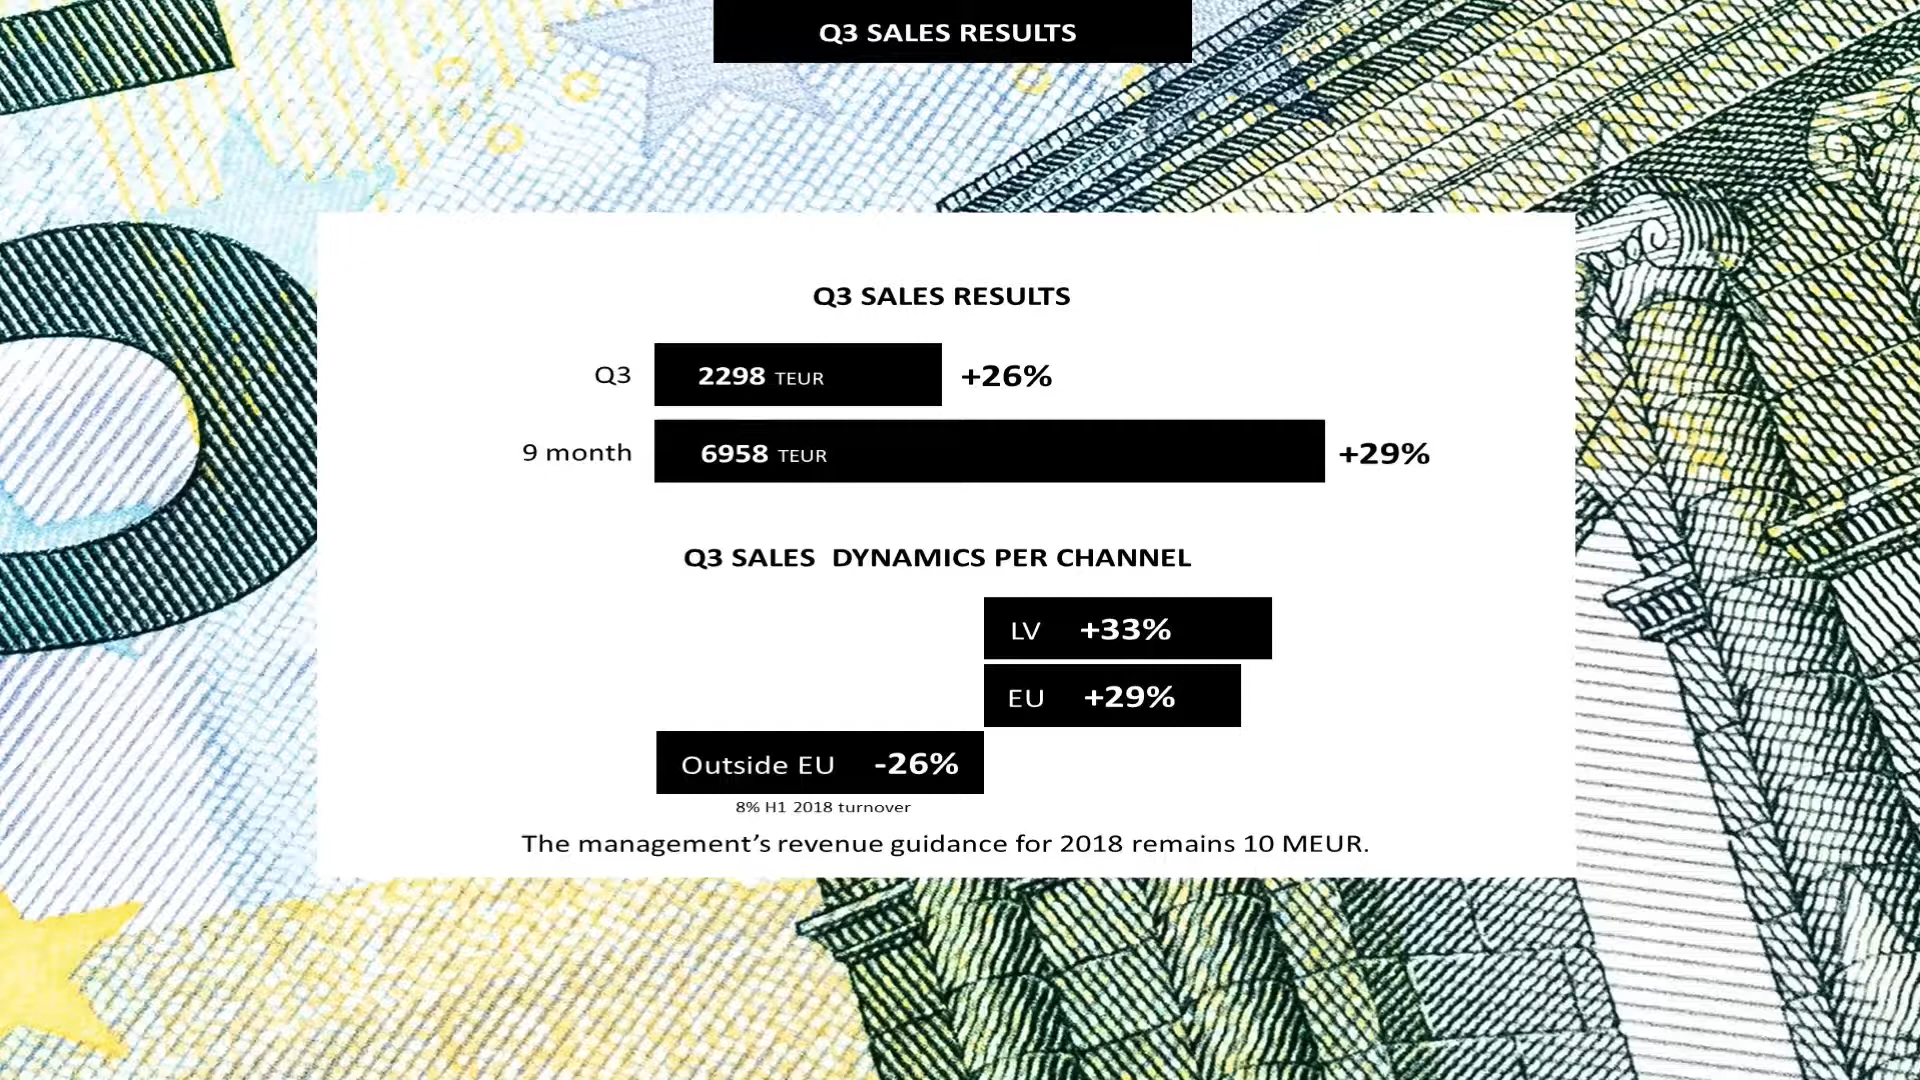 Q3 SALES RESULTS
Q3 SALES RESULTS
Q3 2298 TEUR +26%
9 month 6958 TEUR +29%
Q3 SALES DYNAMICS PER CHANNEL
LV +33%
EU +29%
Outside EU -26%
8% H1 2018 turnover
The management’s revenue guidance for 2018 remains 10 MEUR.